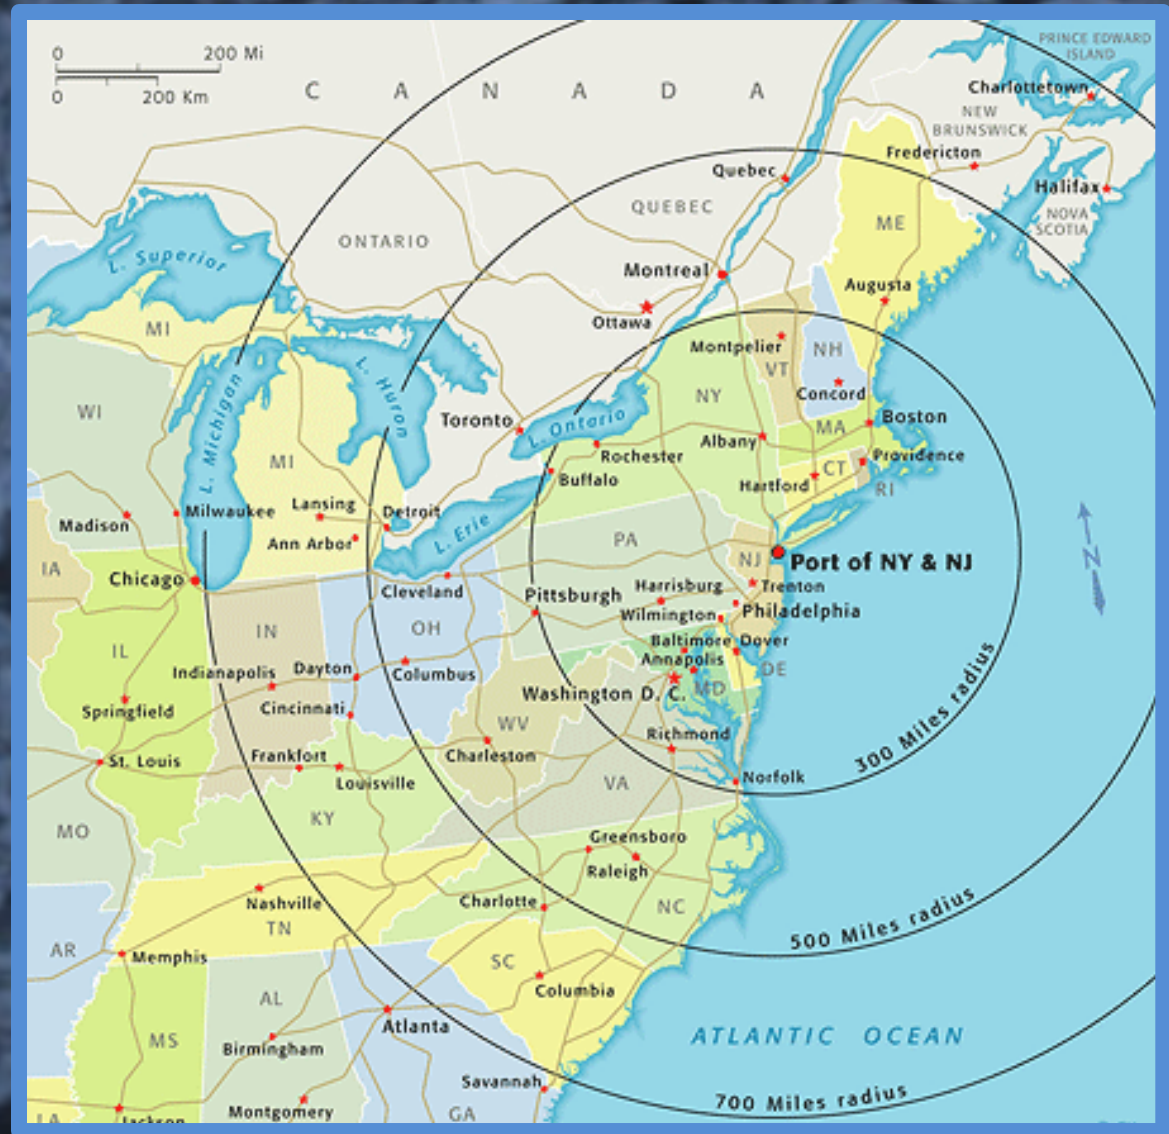 0 200 Mi
0 200 Km
C A N A D A
PRINCE EDWARD
ISLAND
Charlottetown
NEW
BRUNSWICK
Fredericton
Quebec
Halifax
NOVA
SCOTIA
QUEBEC
ONTARIO
ME
L. Superior
Montreal
Augusta
Ottawa
MI
Montpelier
VT
NH
L. Huron
Concord
NY
WI
L. Michigan
Toronto
L. Ontario
Boston
Albany
MA
Rochester
Providence
MI
CT
Buffalo
Hartford
RI
Lansing
Milwaukee
Detroit
Madison
L. Erie
N
Ann Arbor
PA
NJ
Port of NY & NJ
IA
Chicago
Cleveland
Harrisburg
Trenton
Pittsburgh
Wilmington
Philadelphia
IN
OH
Baltimore
Dover
IL
Annapolis
DE
Indianapolis
Dayton
Columbus
Washington D. C.
MD
Springfield
Cincinnati
WV
Richmond
300 Miles radius
St. Louis
Frankfort
Charleston
Louisville
VA
Norfolk
MO
KY
Greensboro
Raleigh
Nashville
Charlotte
NC
TN
500 Miles radius
AR
Memphis
SC
Columbia
AL
Atlanta
ATLANTIC OCEAN
MS
Birmingham
Savannah
700 Miles radius
Montgomery
GA
LA
Jackson